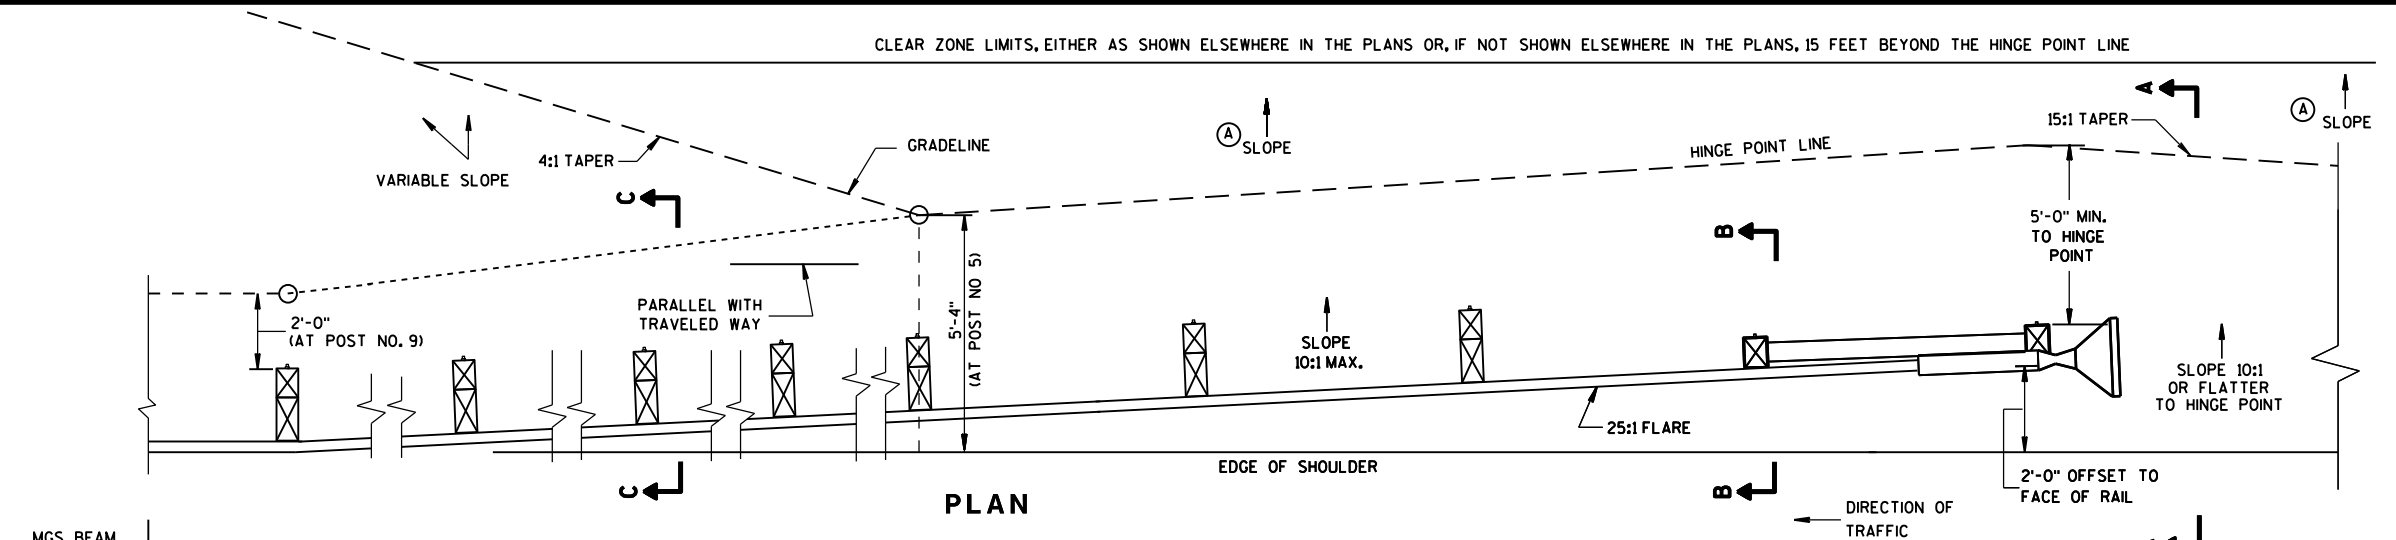 CLEAR ZONE LIMITS, EITHER AS SHOWN ELSEWHERE IN THE PLANS OR, IF NOT SHOWN ELSEWHERE IN THE PLANS, 15 FEET BEYOND THE HINGE POINT LINE
A
A
SLOPE
15:1 TAPER
A
SLOPE
HINGE POINT LINE
GRADELINE
4:1 TAPER
VARIABLE SLOPE
C
B
5'-0" MIN.
TO HINGE
POINT
5'-4"
(AT POST NO 5)
PARALLEL WITH
TRAVELED WAY
2'-0"
(AT POST NO. 9)
SLOPE
10:1 MAX.
SLOPE 10:1
OR FLATTER
TO HINGE POINT
25:1 FLARE
EDGE OF SHOULDER
2'-0" OFFSET TO
FACE OF RAIL
C
B
PLAN
DIRECTION OF
TRAFFIC
MGS BEAM